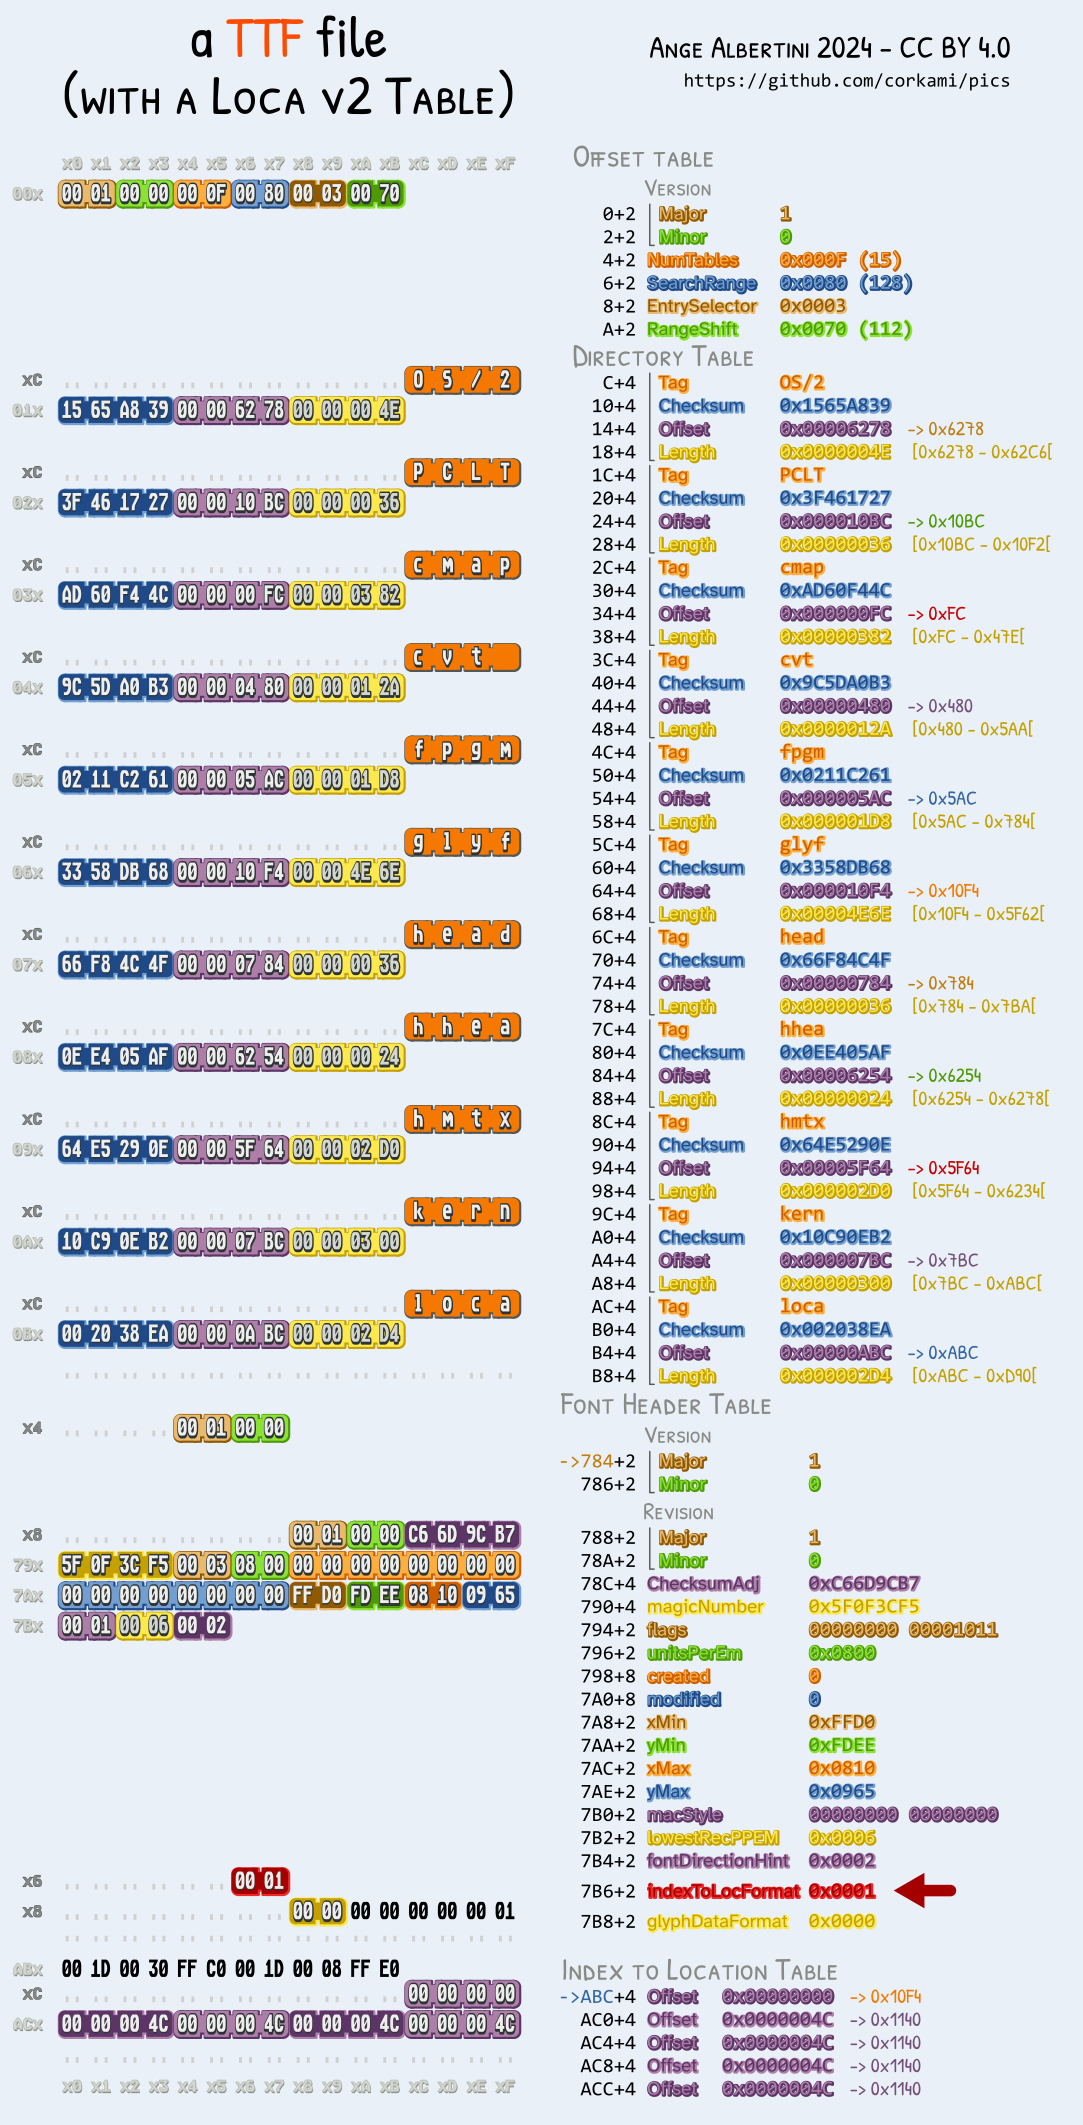 a TTF file
(with a Loca v2 Table)
Ange Albertini 2024 - CC BY 4.0
https://github.com/corkami/pics
x0 x1 x2 x3 x4 x5 x6 x7 x8 x9 xA xB xC xD xE xF
00x 00 01 00 00 00 0F 00 80 00 03 00 70
xC O S / 2
01x 15 65 A8 39 00 00 62 78 00 00 00 4E
xC P C L T
02x 3F 46 17 27 00 00 10 BC 00 00 00 36
xC c m a p
03x AD 60 F4 4C 00 00 00 FC 00 00 03 82
xC c v t
04x 9C 5D A0 B3 00 00 04 80 00 00 01 2A
xC f p g m
05x 02 11 C2 61 00 00 05 AC 00 00 01 D8
xC g l y f
06x 33 58 DB 68 00 00 10 F4 00 00 4E 6E
xC h e a d
07x 66 F8 4C 4F 00 00 07 84 00 00 00 36
xC h h e a
08x 0E E4 05 AF 00 00 62 54 00 00 00 24
xC h m t x
09x 64 E5 29 0E 00 00 5F 64 00 00 02 D0
xC k e r n
0Ax 10 C9 0E B2 00 00 07 BC 00 00 03 00
xC l o c a
0Bx 00 20 38 EA 00 00 0A BC 00 00 02 D4
x4 00 01 00 00
x8 00 01 00 00 C6 6D 9C B7
79x 5F 0F 3C F5 00 03 08 00 00 00 00 00 00 00 00 00
7Ax 00 00 00 00 00 00 00 00 FF D0 FD EE 08 10 09 65
7Bx 00 01 00 06 00 02
x6 00 01
x8 00 00 00 00 00 00 00 01
ABx 00 1D 00 30 FF C0 00 1D 00 08 FF E0
xC 00 00 00 00
ACx 00 00 00 4C 00 00 00 4C 00 00 00 4C 00 00 00 4C
x0 x1 x2 x3 x4 x5 x6 x7 x8 x9 xA xB xC xD xE xF
Offset table
Version
0+2 Major 1
2+2 Minor 0
4+2 NumTables 0x000F (15)
6+2 SearchRange 0x0080 (128)
8+2 EntrySelector 0x0003
A+2 RangeShift 0x0070 (112)
Directory Table
C+4 Tag OS/2
10+4 Checksum 0x1565A839
14+4 Offset 0x00006278 -> 0x6278
18+4 Length 0x0000004E [0x6278 - 0x62C6[
1C+4 Tag PCLT
20+4 Checksum 0x3F461727
24+4 Offset 0x000010BC -> 0x10BC
28+4 Length 0x00000036 [0x10BC - 0x10F2[
2C+4 Tag cmap
30+4 Checksum 0xAD60F44C
34+4 Offset 0x000000FC -> 0xFC
38+4 Length 0x00000382 [0xFC - 0x47E[
3C+4 Tag cvt
40+4 Checksum 0x9C5DA0B3
44+4 Offset 0x00000480 -> 0x480
48+4 Length 0x0000012A [0x480 - 0x5AA[
4C+4 Tag fpgm
50+4 Checksum 0x0211C261
54+4 Offset 0x000005AC -> 0x5AC
58+4 Length 0x000001D8 [0x5AC - 0x784[
5C+4 Tag glyf
60+4 Checksum 0x3358DB68
64+4 Offset 0x000010F4 -> 0x10F4
68+4 Length 0x00004E6E [0x10F4 - 0x5F62[
6C+4 Tag head
70+4 Checksum 0x66F84C4F
74+4 Offset 0x00000784 -> 0x784
78+4 Length 0x00000036 [0x784 - 0x7BA[
7C+4 Tag hhea
80+4 Checksum 0x0EE405AF
84+4 Offset 0x00006254 -> 0x6254
88+4 Length 0x00000024 [0x6254 - 0x6278[
8C+4 Tag hmtx
90+4 Checksum 0x64E5290E
94+4 Offset 0x00005F64 -> 0x5F64
98+4 Length 0x000002D0 [0x5F64 - 0x6234[
9C+4 Tag kern
A0+4 Checksum 0x10C90EB2
A4+4 Offset 0x000007BC -> 0x7BC
A8+4 Length 0x00000300 [0x7BC - 0xABC[
AC+4 Tag loca
B0+4 Checksum 0x002038EA
B4+4 Offset 0x00000ABC -> 0xABC
B8+4 Length 0x000002D4 [0xABC - 0xD90[
Font Header Table
Version
->784+2 Major 1
786+2 Minor 0
Revision
788+2 Major 1
78A+2 Minor 0
78C+4 ChecksumAdj 0xC66D9CB7
790+4 magicNumber 0x5F0F3CF5
794+2 flags 00000000 00001011
796+2 unitsPerEm 0x0800
798+8 created 0
7A0+8 modified 0
7A8+2 xMin 0xFFD0
7AA+2 yMin 0xFDEE
7AC+2 xMax 0x0810
7AE+2 yMax 0x0965
7B0+2 macStyle 00000000 00000000
7B2+2 lowestRecPPEM 0x0006
7B4+2 fontDirectionHint 0x0002
7B6+2 indexToLocFormat 0x0001
7B8+2 glyphDataFormat 0x0000
Index to Location Table
->ABC+4 Offset 0x00000000 -> 0x10F4
AC0+4 Offset 0x0000004C -> 0x1140
AC4+4 Offset 0x0000004C -> 0x1140
AC8+4 Offset 0x0000004C -> 0x1140
ACC+4 Offset 0x0000004C -> 0x1140